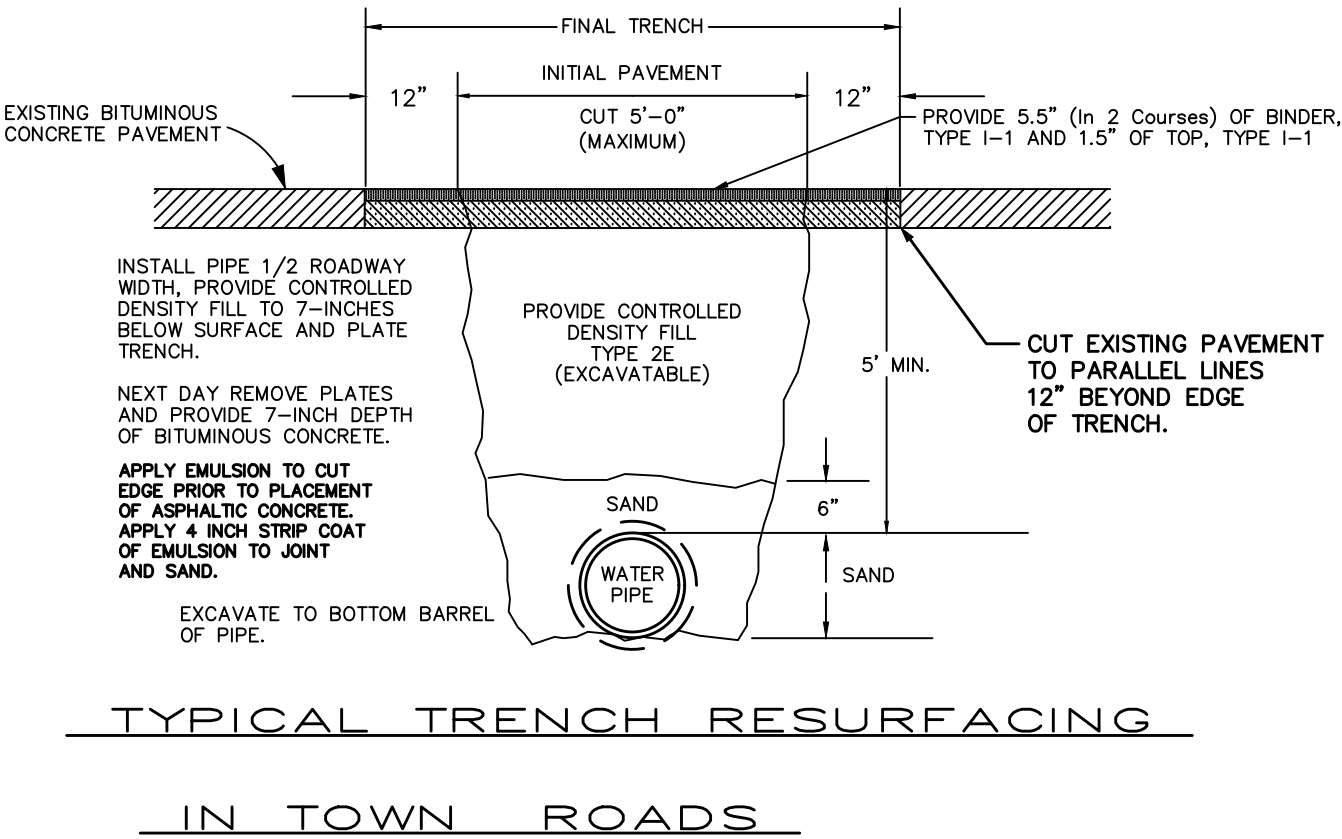 FINAL TRENCH
INITIAL PAVEMENT
12”
12”
CUT 5’–0”
(MAXIMUM)
EXISTING BITUMINOUS
CONCRETE PAVEMENT
PROVIDE 5.5” (In 2 Courses) OF BINDER,
TYPE I–1 AND 1.5” OF TOP, TYPE I–1
INSTALL PIPE 1/2 ROADWAY
WIDTH, PROVIDE CONTROLLED
DENSITY FILL TO 7–INCHES
BELOW SURFACE AND PLATE
TRENCH.
NEXT DAY REMOVE PLATES
AND PROVIDE 7–INCH DEPTH
OF BITUMINOUS CONCRETE.
APPLY EMULSION TO CUT
EDGE PRIOR TO PLACEMENT
OF ASPHALTIC CONCRETE.
APPLY 4 INCH STRIP COAT
OF EMULSION TO JOINT
AND SAND.
EXCAVATE TO BOTTOM BARREL
OF PIPE.
PROVIDE CONTROLLED
DENSITY FILL
TYPE 2E
(EXCAVATABLE)
5’ MIN.
CUT EXISTING PAVEMENT
TO PARALLEL LINES
12” BEYOND EDGE
OF TRENCH.
SAND
6”
WATER
PIPE
SAND
TYPICAL TRENCH RESURFACING
IN TOWN ROADS